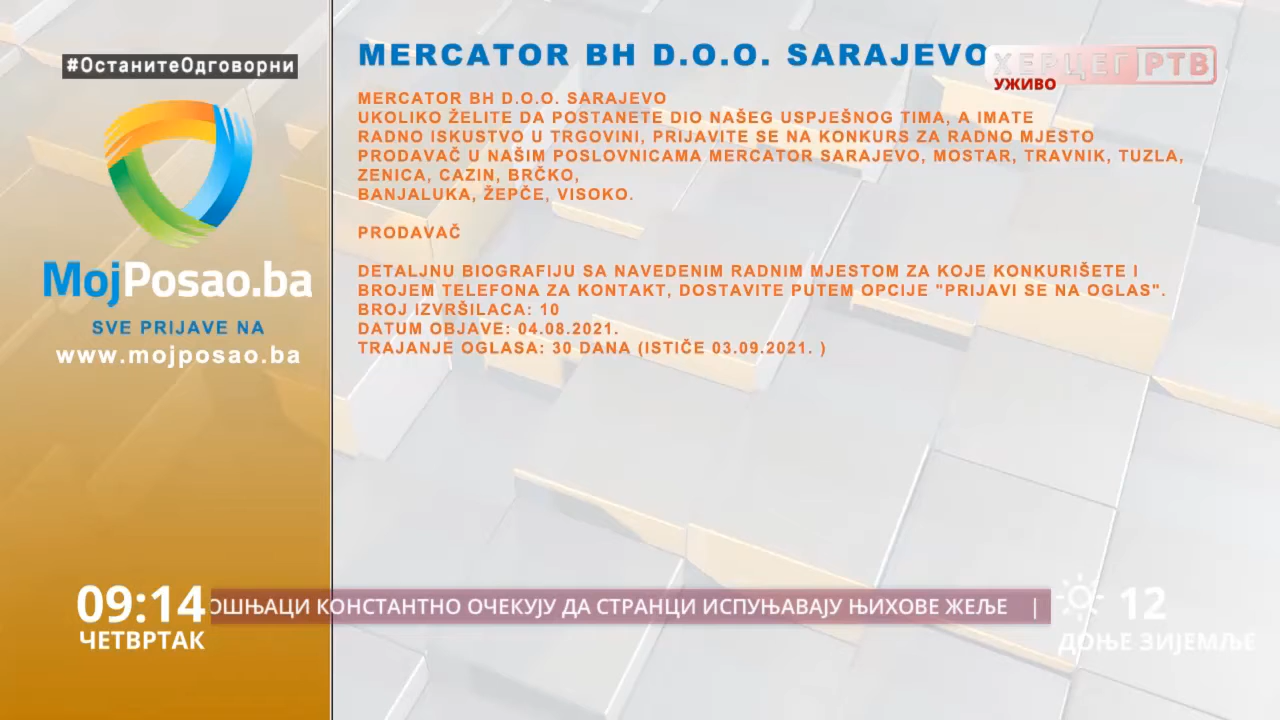 #ОстанитеОдговорни
MERCATOR BH D.O.O. SARAJEVO
ХЕРЦЕГ РТВ
УЖИВО
MERCATOR BH D.O.O. SARAJEVO
UKOLIKO ŽELITE DA POSTANETE DIO NAŠEG USPJEŠNOG TIMA, A IMATE
RADNO ISKUSTVO U TRGOVINI, PRIJAVITE SE NA KONKURS ZA RADNO MJESTO
PRODAVAČ U NAŠIM POSLOVNICAMA MERCATOR SARAJEVO, MOSTAR, TRAVNIK, TUZLA,
ZENICA, CAZIN, BRČKO,
BANJALUKA, ŽEPČE, VISOKO.
PRODAVAČ
DETALJNU BIOGRAFIJU SA NAVEDENIM RADNIM MJESTOM ZA KOJE KONKURIŠETE I
BROJEM TELEFONA ZA KONTAKT, DOSTAVITE PUTEM OPCIJE "PRIJAVI SE NA OGLAS".
BROJ IZVRŠILACA: 10
DATUM OBJAVE: 04.08.2021.
TRAJANJE OGLASA: 30 DANA (ISTIČE 03.09.2021. )
MojPosao.ba
SVE PRIJAVE NA
www.mojposao.ba
09:14
ЧЕТВРТАК
ОШЊАЦИ КОНСТАНТНО ОЧЕКУЈУ ДА СТРАНЦИ ИСПУЊАВАЈУ ЊИХОВЕ ЖЕЉЕ |
12
ДОЊЕ ЗИЈЕМЉЕ